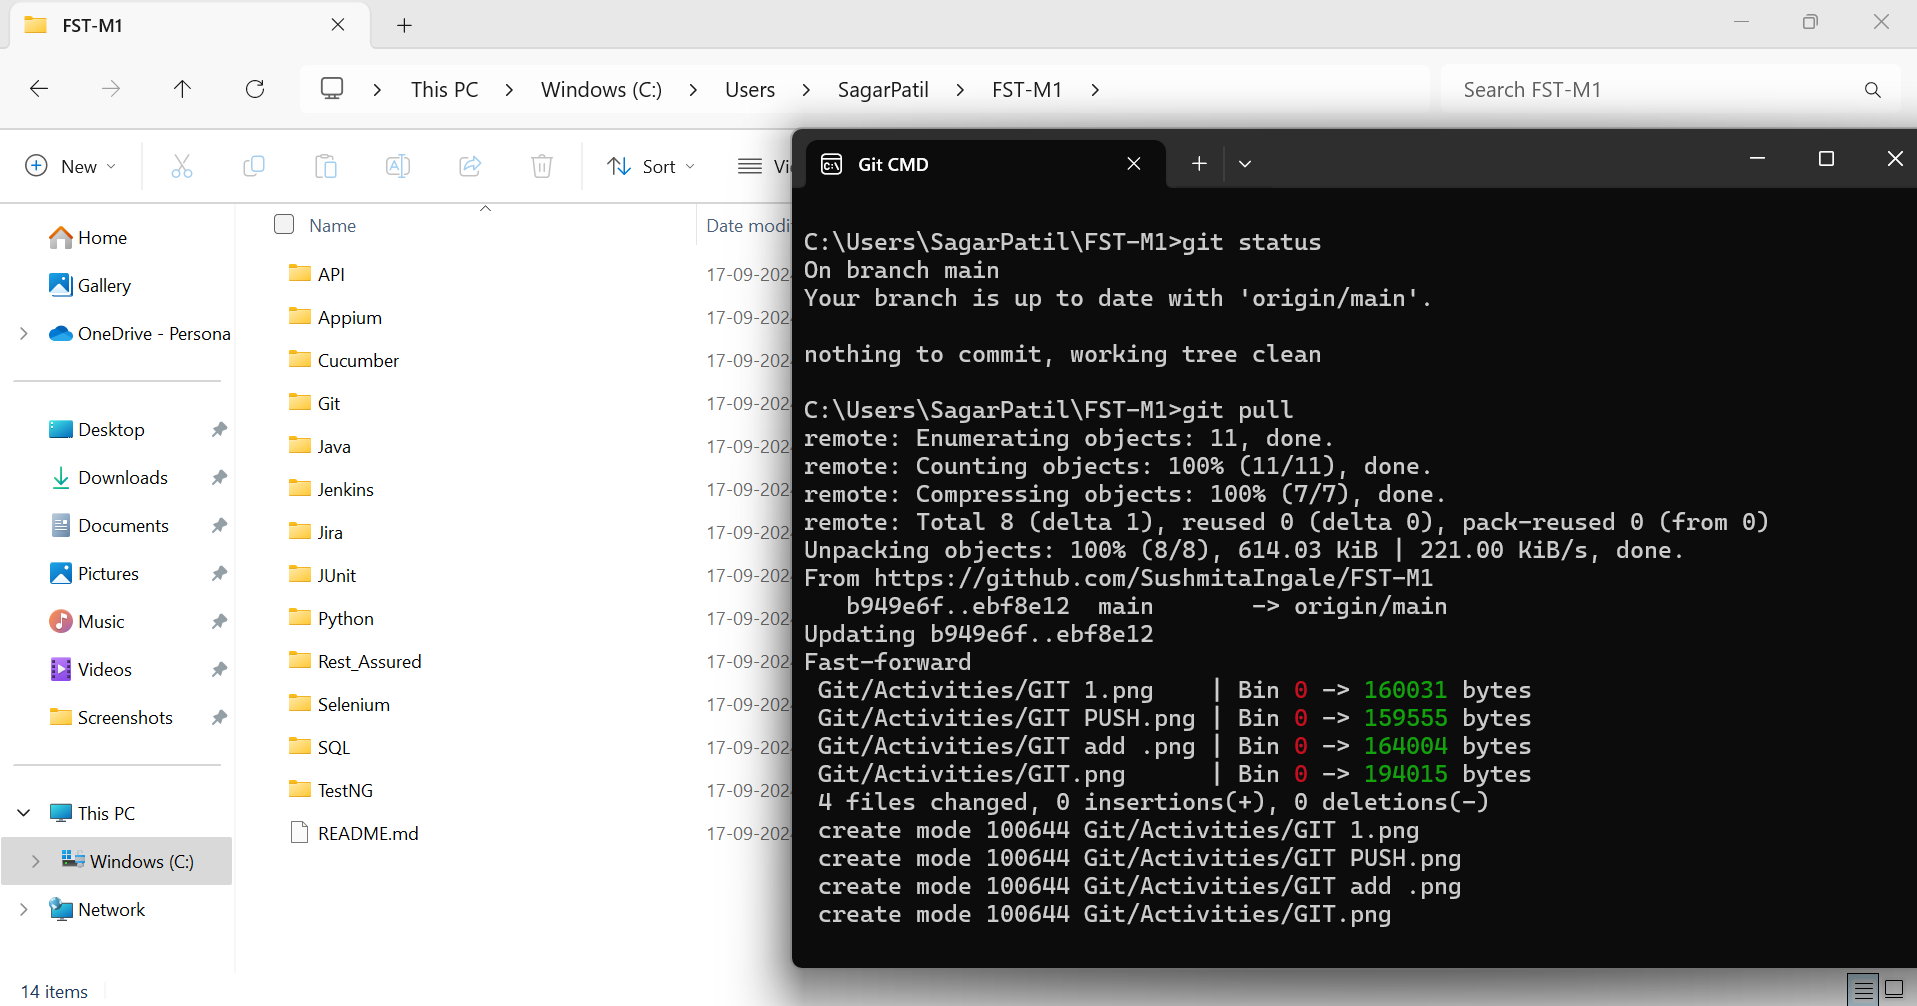 FST-M1
This PC > Windows (C:) > Users > SagarPatil > FST-M1 >
Search FST-M1
New
Sort
Git CMD
Home
Gallery
OneDrive - Persona
Desktop
Downloads
Documents
Pictures
Music
Videos
Screenshots
This PC
Windows (C:)
Network
Name
Date modi
API 17-09-202
Appium 17-09-202
Cucumber 17-09-202
Git 17-09-202
Java 17-09-202
Jenkins 17-09-202
Jira 17-09-202
JUnit 17-09-202
Python 17-09-202
Rest_Assured 17-09-202
Selenium 17-09-202
SQL 17-09-202
TestNG 17-09-202
README.md 17-09-202
14 items
C:\Users\SagarPatil\FST-M1>git status
On branch main
Your branch is up to date with 'origin/main'.
nothing to commit, working tree clean
C:\Users\SagarPatil\FST-M1>git pull
remote: Enumerating objects: 11, done.
remote: Counting objects: 100% (11/11), done.
remote: Compressing objects: 100% (7/7), done.
remote: Total 8 (delta 1), reused 0 (delta 0), pack-reused 0 (from 0)
Unpacking objects: 100% (8/8), 614.03 KiB | 221.00 KiB/s, done.
From https://github.com/SushmitaIngale/FST-M1
   b949e6f..ebf8e12  main       -> origin/main
Updating b949e6f..ebf8e12
Fast-forward
 Git/Activities/GIT 1.png    | Bin 0 -> 160031 bytes
 Git/Activities/GIT PUSH.png | Bin 0 -> 159555 bytes
 Git/Activities/GIT add .png | Bin 0 -> 164004 bytes
 Git/Activities/GIT.png      | Bin 0 -> 194015 bytes
 4 files changed, 0 insertions(+), 0 deletions(-)
 create mode 100644 Git/Activities/GIT 1.png
 create mode 100644 Git/Activities/GIT PUSH.png
 create mode 100644 Git/Activities/GIT add .png
 create mode 100644 Git/Activities/GIT.png